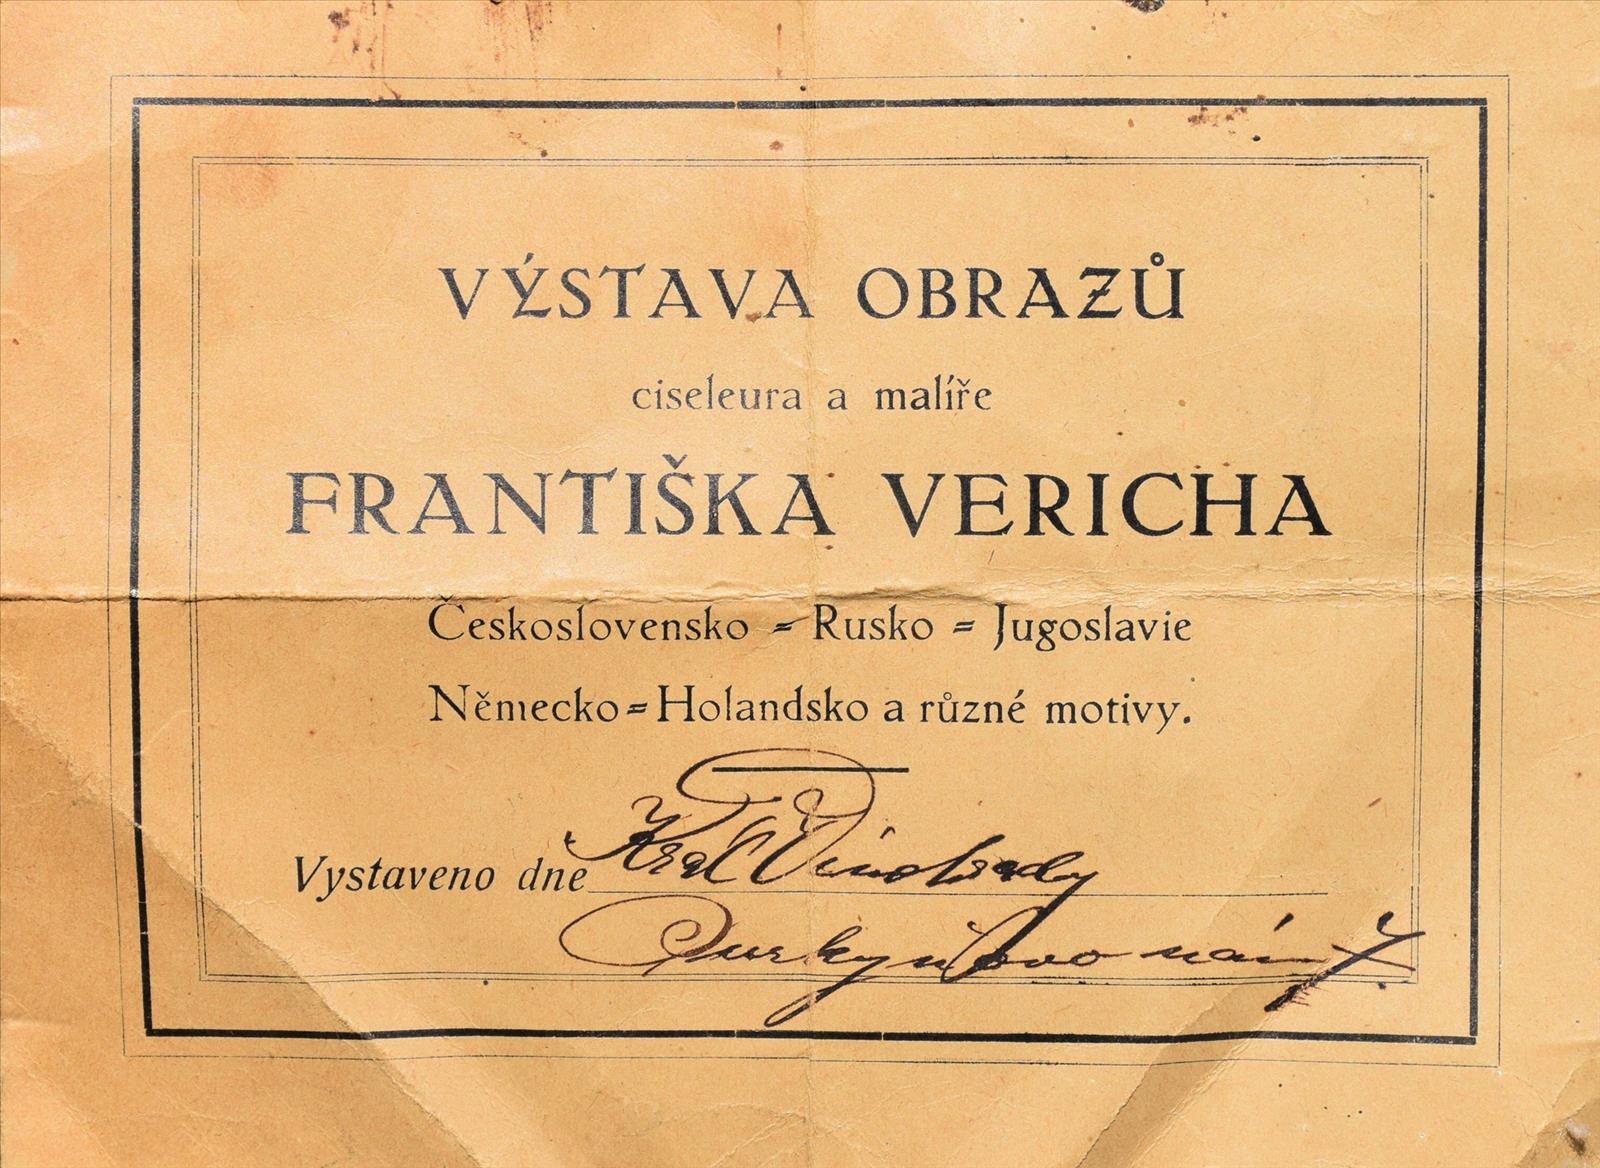 VÝSTAVA OBRAZŮ
ciseleura a malíře
FRANTIŠKA VERICHA
Československo = Rusko = Jugoslavie
Německo = Holandsko a různé motivy.
Vystaveno dne Král Vinohrady
Purkyňovo nám